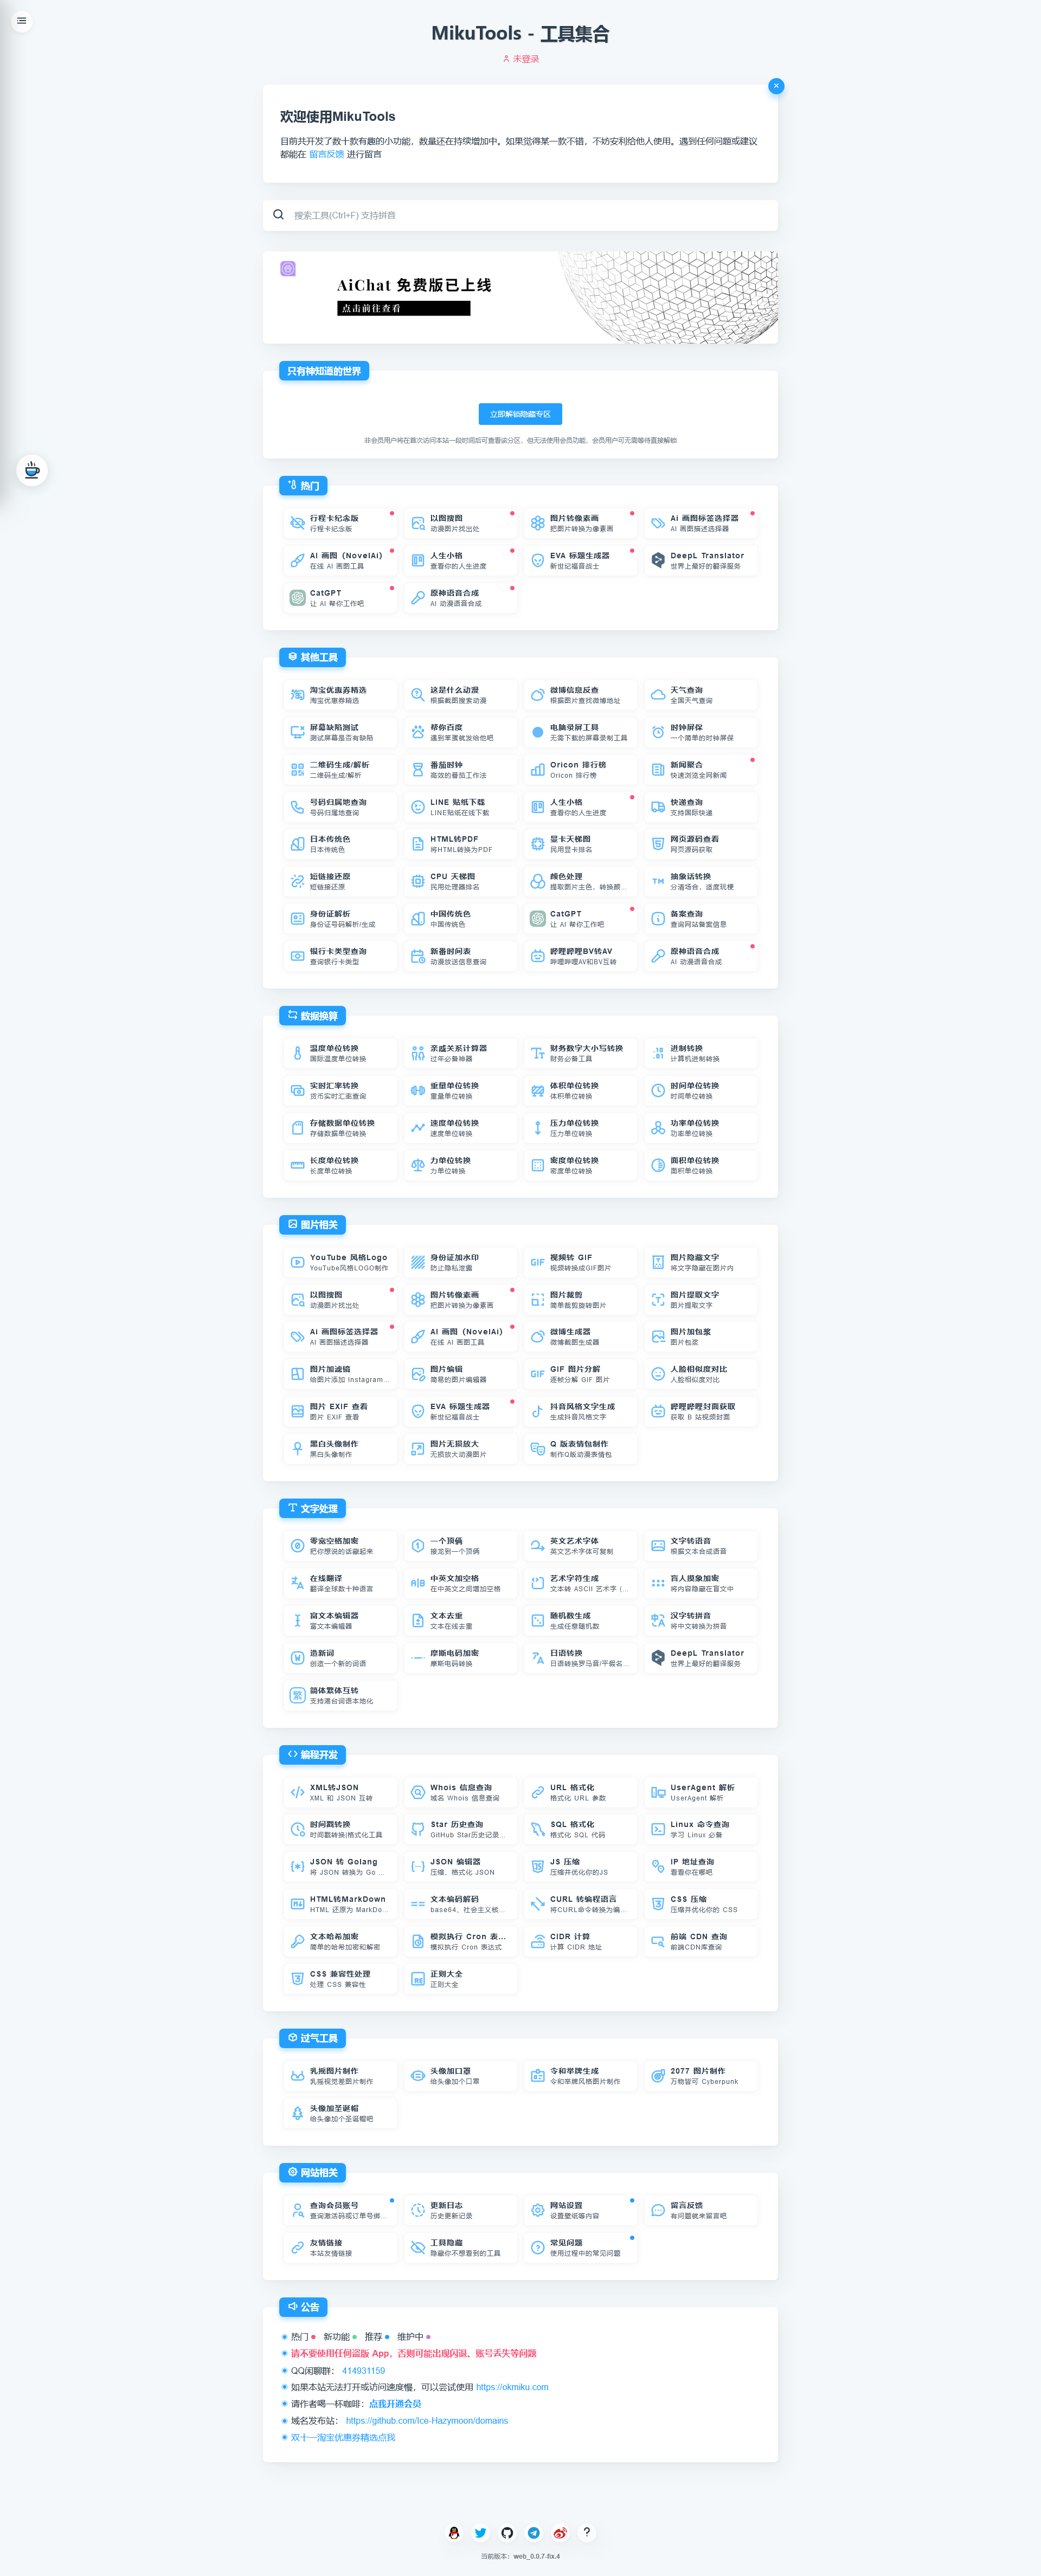 MikuTools - 工具集合
未登录
欢迎使用MikuTools
目前共开发了数十款有趣的小功能，数量还在持续增加中。如果觉得某一款不错，不妨安利给他人使用。遇到任何问题或建议
都能在 留言反馈 进行留言
搜索工具(Ctrl+F) 支持拼音
AiChat 免费版已上线
点击前往查看
只有神知道的世界
立即解锁隐藏专区
非会员用户将在首次访问本站一段时间后可查看该分区，但无法使用会员功能，会员用户可无需等待直接解锁
热门
行程卡纪念版
行程卡纪念版
以图搜图
动漫图片找出处
图片转像素画
把图片转换为像素画
Ai 画图标签选择器
AI 画图描述选择器
AI 画图（NovelAi）
在线 AI 画图工具
人生小格
查看你的人生进度
EVA 标题生成器
新世纪福音战士
DeepL Translator
世界上最好的翻译服务
CatGPT
让 AI 帮你工作吧
原神语音合成
AI 动漫语音合成
其他工具
淘宝优惠券精选
淘宝优惠券精选
这是什么动漫
根据截图搜索动漫
微博信息反查
根据图片查找微博地址
天气查询
全国天气查询
屏幕缺陷测试
测试屏幕是否有缺陷
帮你百度
遇到笨蛋就发给他吧
电脑录屏工具
无需下载的屏幕录制工具
时钟屏保
一个简单的时钟屏保
二维码生成/解析
二维码生成/解析
番茄时钟
高效的番茄工作法
Oricon 排行榜
Oricon 排行榜
新闻聚合
快速浏览全网新闻
号码归属地查询
号码归属地查询
LINE 贴纸下载
LINE贴纸在线下载
人生小格
查看你的人生进度
快递查询
支持国际快递
日本传统色
日本传统色
HTML转PDF
将HTML转换为PDF
显卡天梯图
民用显卡排名
网页源码查看
网页源码获取
短链接还原
短链接还原
CPU 天梯图
民用处理器排名
颜色处理
提取图片主色，转换颜...
抽象话转换
分清场合，适度玩梗
身份证解析
身份证号码解析/生成
中国传统色
中国传统色
CatGPT
让 AI 帮你工作吧
备案查询
查询网站备案信息
银行卡类型查询
查询银行卡类型
新番时间表
动漫放送信息查询
哔哩哔哩BV转AV
哔哩哔哩AV和BV互转
原神语音合成
AI 动漫语音合成
数据换算
温度单位转换
国际温度单位转换
亲戚关系计算器
过年必备神器
财务数字大小写转换
财务必备工具
进制转换
计算机进制转换
实时汇率转换
货币实时汇率查询
重量单位转换
重量单位转换
体积单位转换
体积单位转换
时间单位转换
时间单位转换
存储数据单位转换
存储数据单位转换
速度单位转换
速度单位转换
压力单位转换
压力单位转换
功率单位转换
功率单位转换
长度单位转换
长度单位转换
力单位转换
力单位转换
密度单位转换
密度单位转换
面积单位转换
面积单位转换
图片相关
YouTube 风格Logo
YouTube风格LOGO制作
身份证加水印
防止隐私泄露
视频转 GIF
视频转换成GIF图片
图片隐藏文字
将文字隐藏在图片内
以图搜图
动漫图片找出处
图片转像素画
把图片转换为像素画
图片裁剪
简单裁剪旋转图片
图片提取文字
图片提取文字
Ai 画图标签选择器
AI 画图描述选择器
AI 画图（NovelAi）
在线 AI 画图工具
微博生成器
微博截图生成器
图片加包浆
图片包浆
图片加滤镜
给图片添加 Instagram...
图片编辑
简易的图片编辑器
GIF 图片分解
逐帧分解 GIF 图片
人脸相似度对比
人脸相似度对比
图片 EXIF 查看
图片 EXIF 查看
EVA 标题生成器
新世纪福音战士
抖音风格文字生成
生成抖音风格文字
哔哩哔哩封面获取
获取 B 站视频封面
黑白头像制作
黑白头像制作
图片无损放大
无损放大动漫图片
Q 版表情包制作
制作Q版动漫表情包
文字处理
零宽空格加密
把你想说的话藏起来
一个顶俩
接龙到一个顶俩
英文艺术字体
英文艺术字体可复制
文字转语音
根据文本合成语音
在线翻译
翻译全球数十种语言
中英文加空格
在中英文之间增加空格
艺术字符生成
文本转 ASCII 艺术字 (...
盲人摸象加密
将内容隐藏在盲文中
富文本编辑器
富文本编辑器
文本去重
文本在线去重
随机数生成
生成任意随机数
汉字转拼音
将中文转换为拼音
造新词
创造一个新的词语
摩斯电码加密
摩斯电码转换
日语转换
日语转换罗马音/平假名...
DeepL Translator
世界上最好的翻译服务
简体繁体互转
支持港台词语本地化
编程开发
XML转JSON
XML 和 JSON 互转
Whois 信息查询
域名 Whois 信息查询
URL 格式化
格式化 URL 参数
UserAgent 解析
UserAgent 解析
时间戳转换
时间戳转换|格式化工具
Star 历史查询
GitHub Star历史记录...
SQL 格式化
格式化 SQL 代码
Linux 命令查询
学习 Linux 必备
JSON 转 Golang
将 JSON 转换为 Go ...
JSON 编辑器
压缩、格式化 JSON
JS 压缩
压缩并优化你的JS
IP 地址查询
看看你在哪吧
HTML转MarkDown
HTML 还原为 MarkDo...
文本编码解码
base64、社会主义核...
CURL 转编程语言
将CURL命令转换为编...
CSS 压缩
压缩并优化你的 CSS
文本哈希加密
简单的哈希加密和解密
模拟执行 Cron 表...
模拟执行 Cron 表达式
CIDR 计算
计算 CIDR 地址
前端 CDN 查询
前端CDN库查询
CSS 兼容性处理
处理 CSS 兼容性
正则大全
正则大全
过气工具
乳摇图片制作
乳摇视觉差图片制作
头像加口罩
给头像加个口罩
令和举牌生成
令和举牌风格图片制作
2077 图片制作
万物皆可 Cyberpunk
头像加圣诞帽
给头像加个圣诞帽吧
网站相关
查询会员账号
查询激活码或订单号绑...
更新日志
历史更新记录
网站设置
设置壁纸等内容
留言反馈
有问题就来留言吧
友情链接
本站友情链接
工具隐藏
隐藏你不想看到的工具
常见问题
使用过程中的常见问题
公告
热门 新功能 推荐 维护中
请不要使用任何盗版 App，否则可能出现闪退、账号丢失等问题
QQ闲聊群： 414931159
如果本站无法打开或访问速度慢，可以尝试使用 https://okmiku.com
请作者喝一杯咖啡：点我开通会员
域名发布站： https://github.com/Ice-Hazymoon/domains
双十一淘宝优惠券精选点我
当前版本：web_0.0.7-fix.4